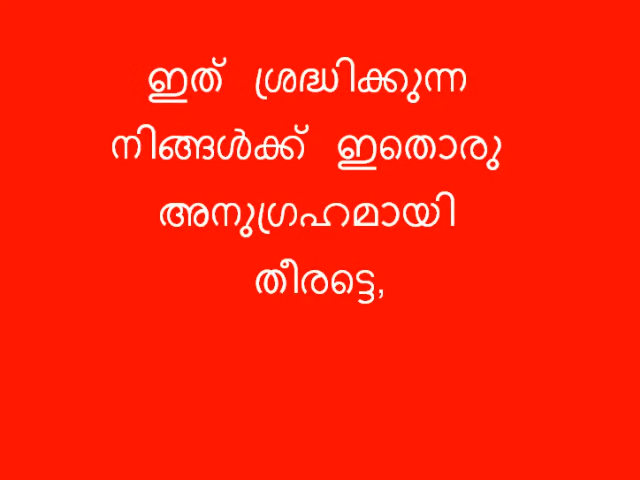 ഇത് ശ്രദ്ധിക്കുന്ന
നിങ്ങൾക്ക് ഇതൊരു
അനുഗ്രഹമായി
തീരട്ടെ,